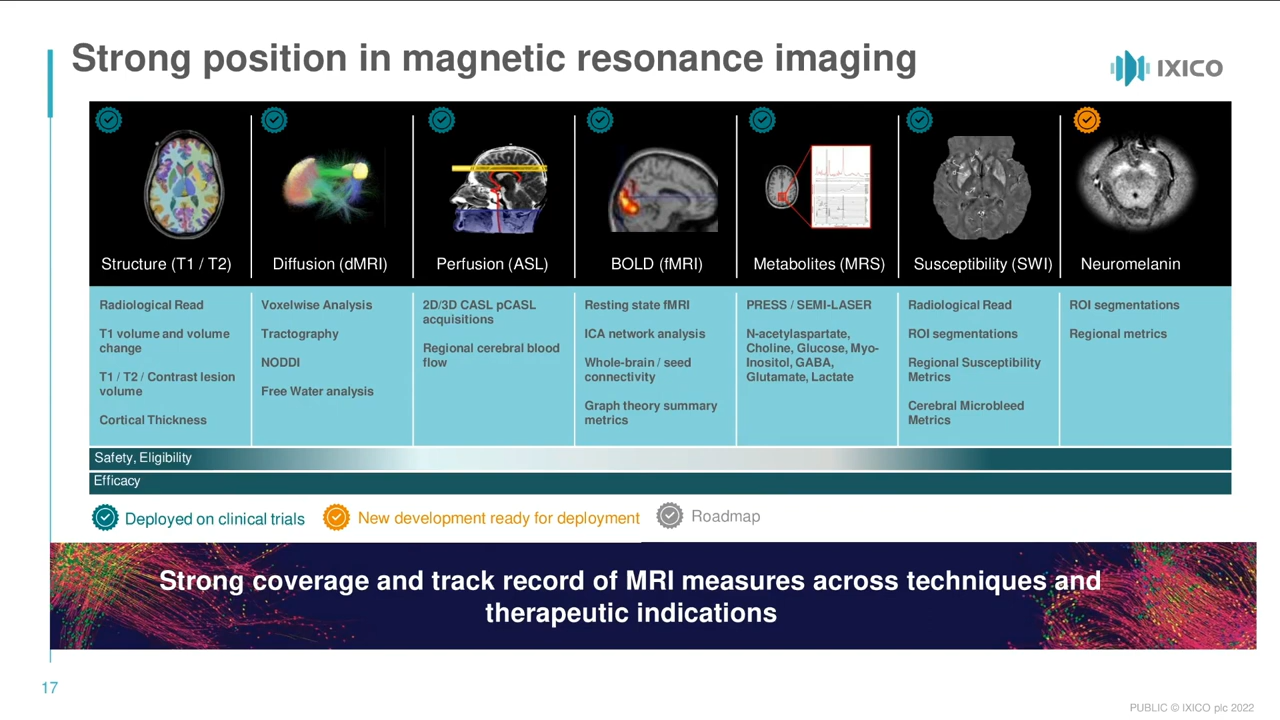 Strong position in magnetic resonance imaging
IXICO
Structure (T1 / T2)
Diffusion (dMRI)
Perfusion (ASL)
BOLD (fMRI)
Metabolites (MRS)
Susceptibility (SWI)
Neuromelanin
Radiological Read
T1 volume and volume
change
T1 / T2 / Contrast lesion
volume
Cortical Thickness
Voxelwise Analysis
Tractography
NODDI
Free Water analysis
2D/3D CASL pCASL
acquisitions
Regional cerebral blood
flow
Resting state fMRI
ICA network analysis
Whole-brain / seed
connectivity
Graph theory summary
metrics
PRESS / SEMI-LASER
N-acetylaspartate,
Choline, Glucose, Myo-
Inositol, GABA,
Glutamate, Lactate
Radiological Read
ROI segmentations
Regional Susceptibility
Metrics
Cerebral Microbleed
Metrics
ROI segmentations
Regional metrics
Safety, Eligibility
Efficacy
Deployed on clinical trials
New development ready for deployment
Roadmap
Strong coverage and track record of MRI measures across techniques and
therapeutic indications
17
PUBLIC © IXICO plc 2022